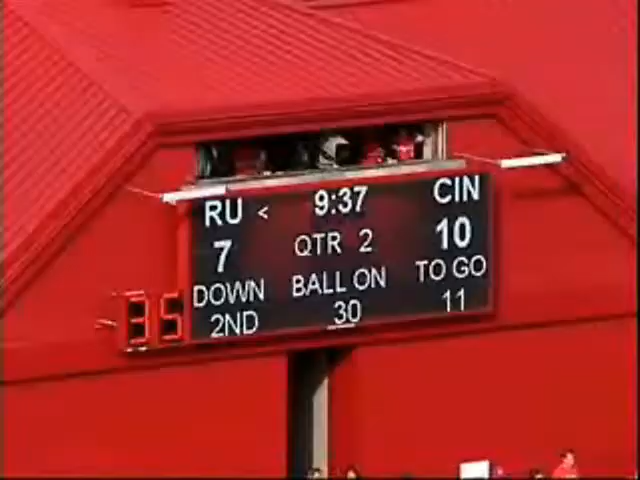 RU < 9:37 CIN
7 QTR 2 10
DOWN BALL ON TO GO
2ND 30 11
35